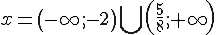 x = (-∞;-2) ⋃ (5/8; +∞)